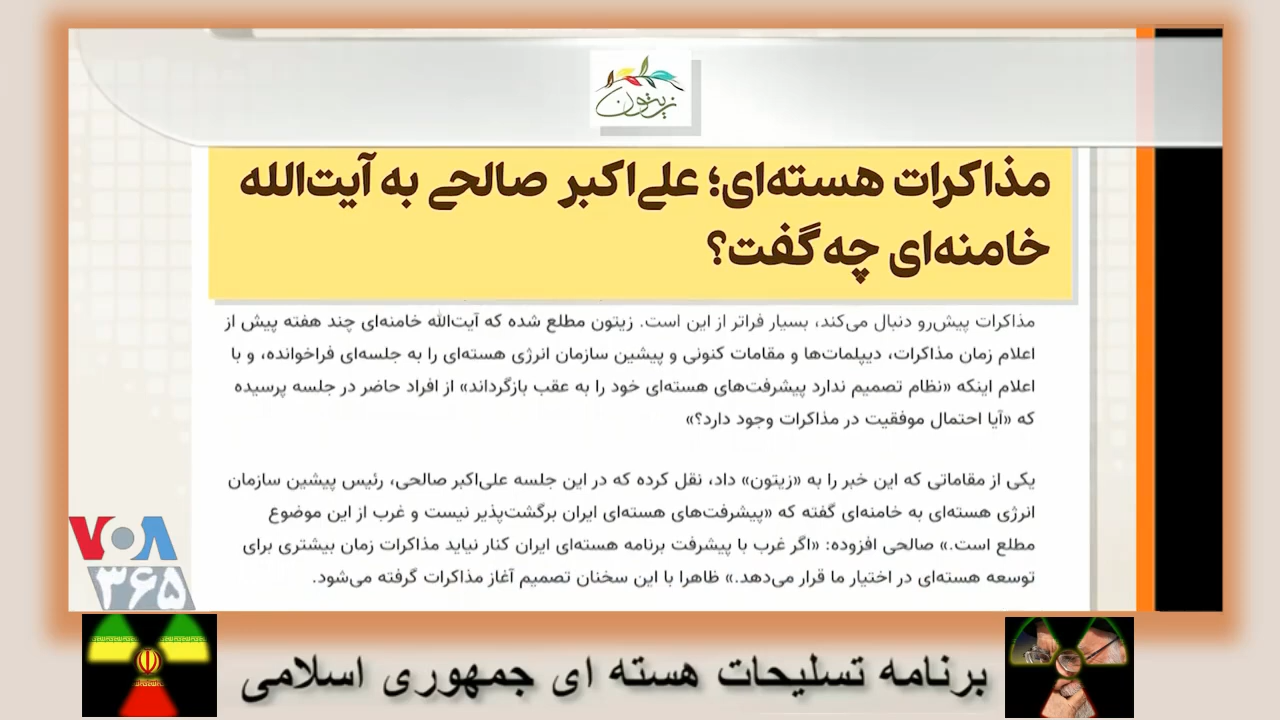 زیتون
مذاکرات هسته‌ای؛ علی‌اکبر صالحی به آیت‌الله
خامنه‌ای چه گفت؟
مذاکرات پیش‌رو دنبال می‌کند، بسیار فراتر از این است. زیتون مطلع شده که آیت‌الله خامنه‌ای چند هفته پیش از
اعلام زمان مذاکرات، دیپلمات‌ها و مقامات کنونی و پیشین سازمان انرژی هسته‌ای را به جلسه‌ای فراخوانده، و با
اعلام اینکه «نظام تصمیم ندارد پیشرفت‌های هسته‌ای خود را به عقب بازگرداند» از افراد حاضر در جلسه پرسیده
که «آیا احتمال موفقیت در مذاکرات وجود دارد؟»
یکی از مقاماتی که این خبر را به «زیتون» داد، نقل کرده که در این جلسه علی‌اکبر صالحی، رئیس پیشین سازمان
انرژی هسته‌ای به خامنه‌ای گفته که «پیشرفت‌های هسته‌ای ایران برگشت‌پذیر نیست و غرب از این موضوع
مطلع است.» صالحی افزوده: «اگر غرب با پیشرفت برنامه هسته‌ای ایران کنار نیاید مذاکرات زمان بیشتری برای
توسعه هسته‌ای در اختیار ما قرار می‌دهد.» ظاهرا با این سخنان تصمیم آغاز مذاکرات گرفته می‌شود.
VOA
۳۶۵
برنامه تسلیحات هسته ای جمهوری اسلامی